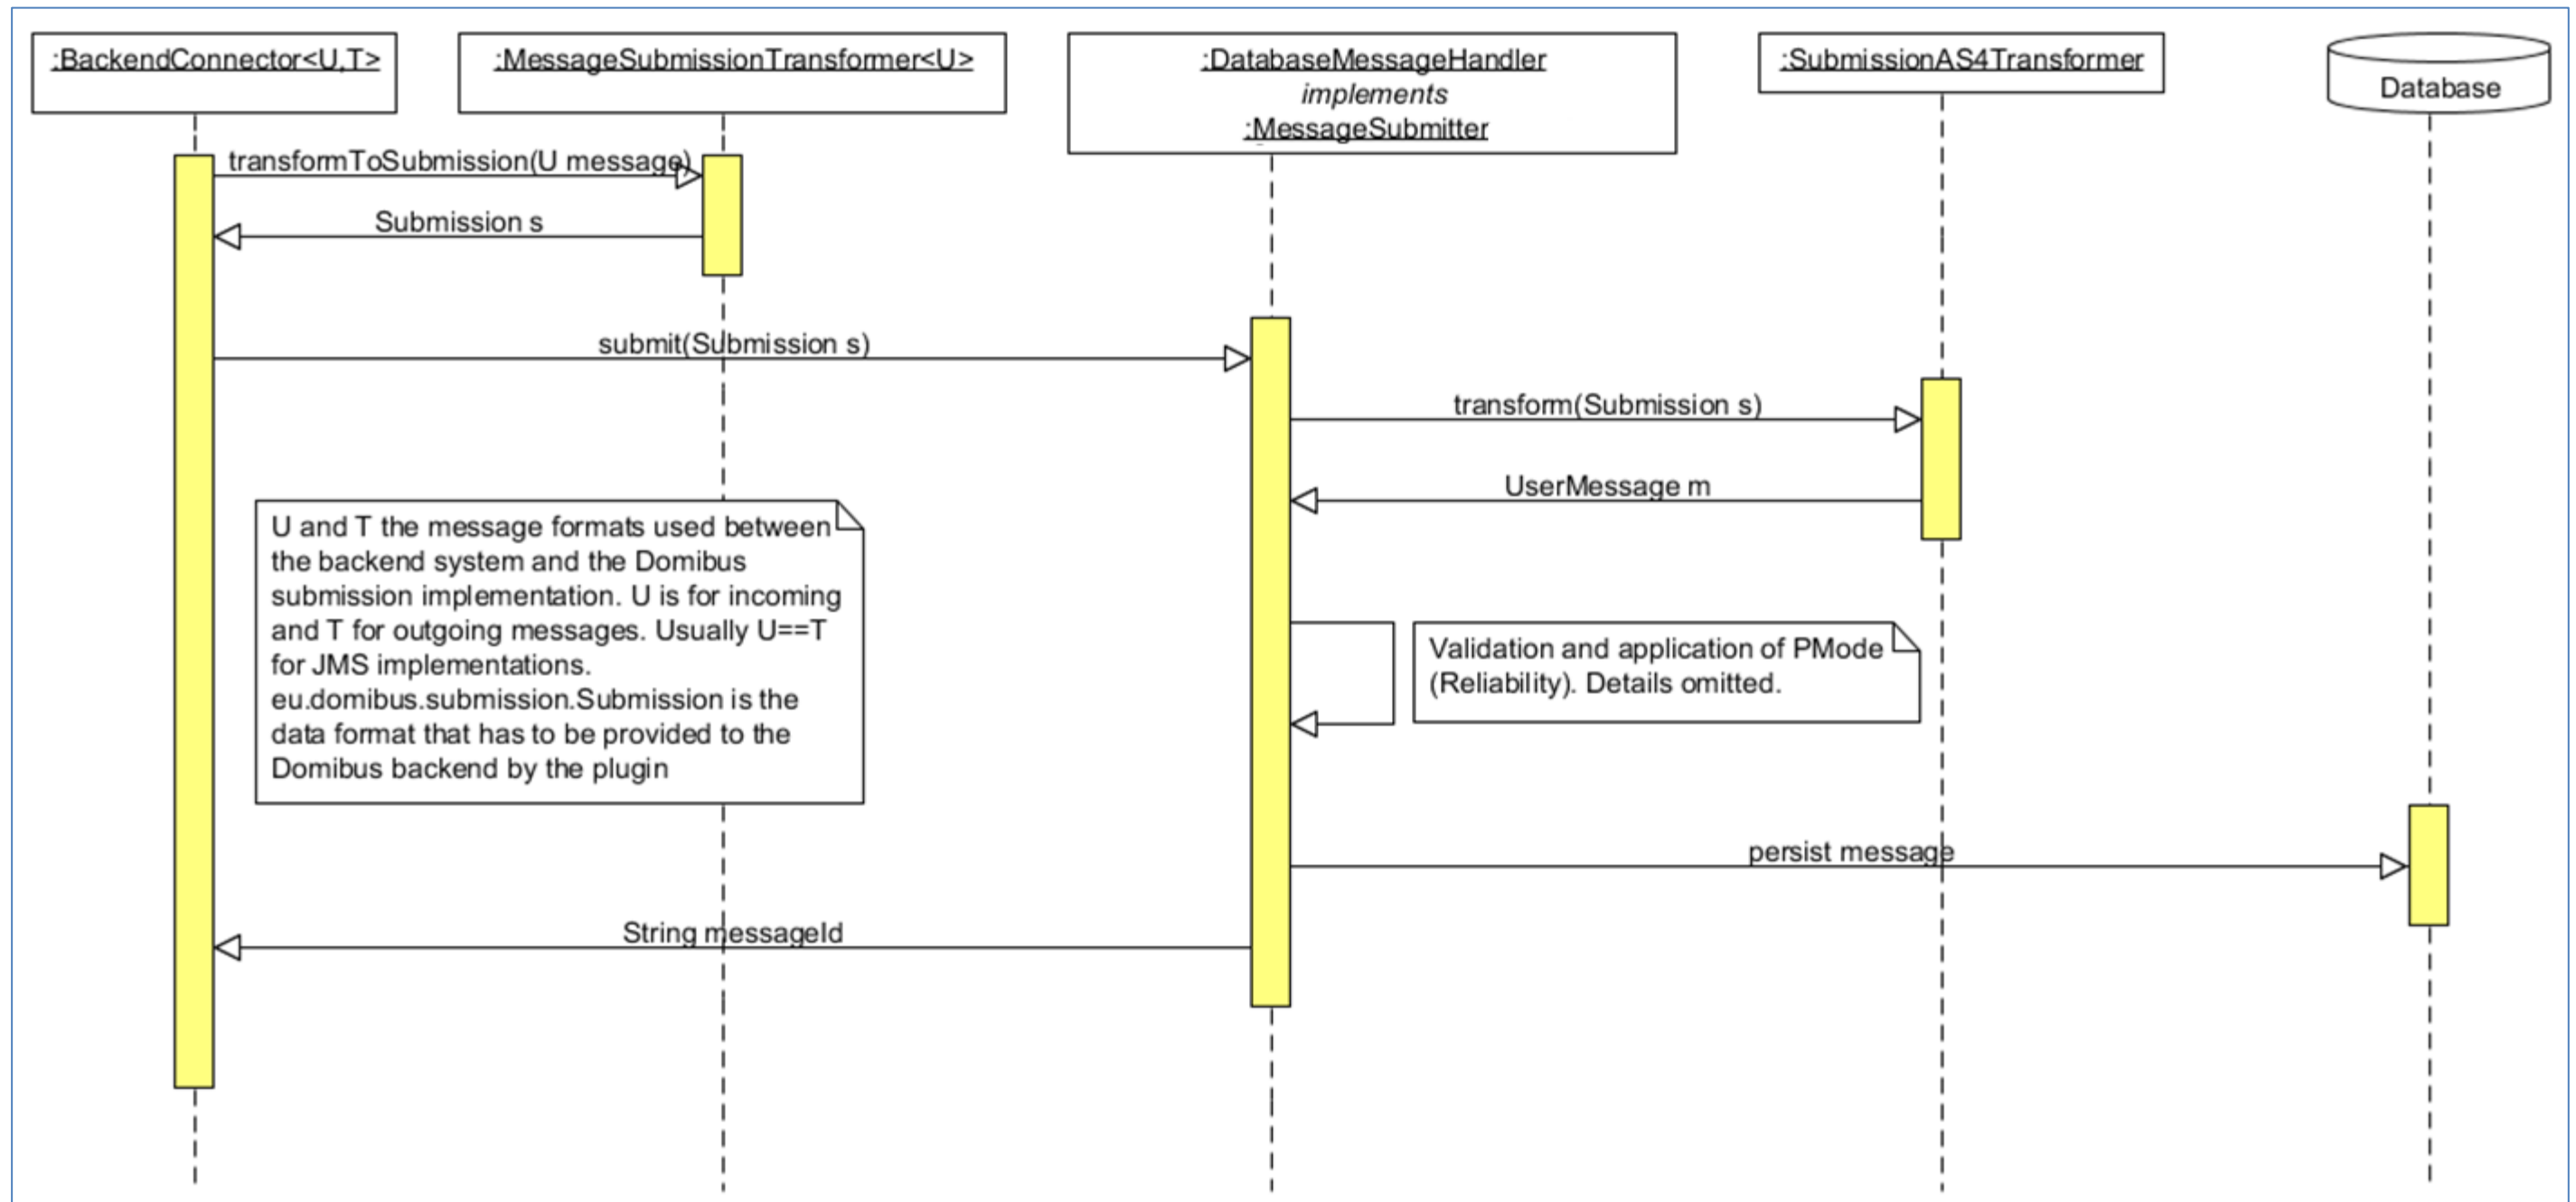 :BackendConnector<U,T>
:MessageSubmissionTransformer<U>
:DatabaseMessageHandler
implements
:MessageSubmitter
:SubmissionAS4Transformer
Database
transformToSubmission(U message)
Submission s
submit(Submission s)
transform(Submission s)
UserMessage m
U and T the message formats used between
the backend system and the Domibus
submission implementation. U is for incoming
and T for outgoing messages. Usually U==T
for JMS implementations.
eu.domibus.submission.Submission is the
data format that has to be provided to the
Domibus backend by the plugin
Validation and application of PMode
(Reliability). Details omitted.
persist message
String messageId